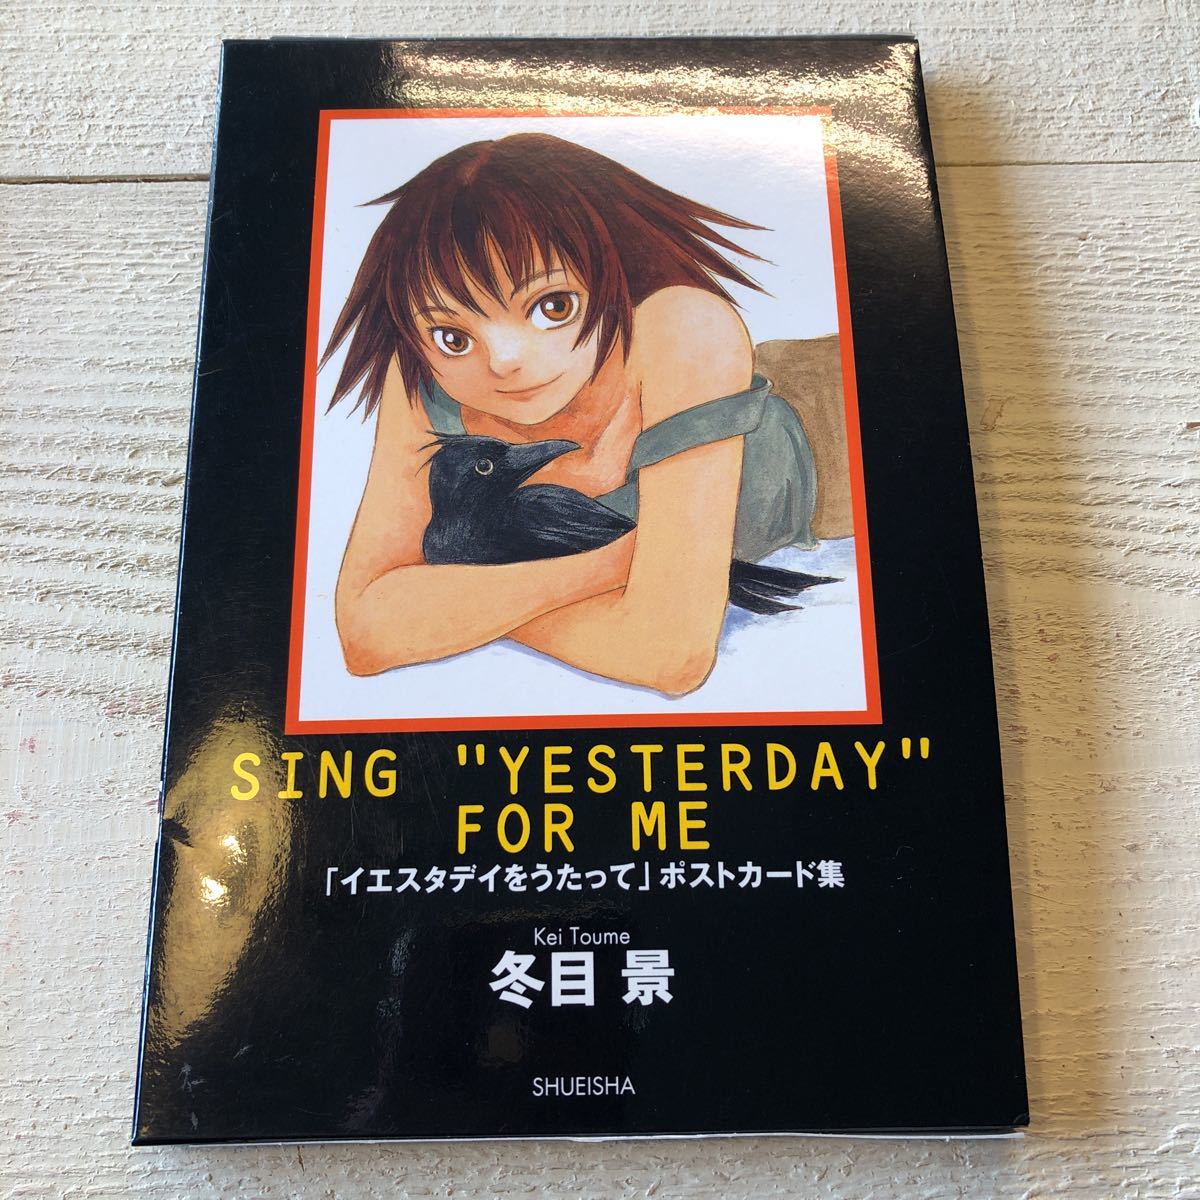 SING "YESTERDAY"
FOR ME
「イエスタデイをうたって」ポストカード集
Kei Toume
冬目 景
SHUEISHA